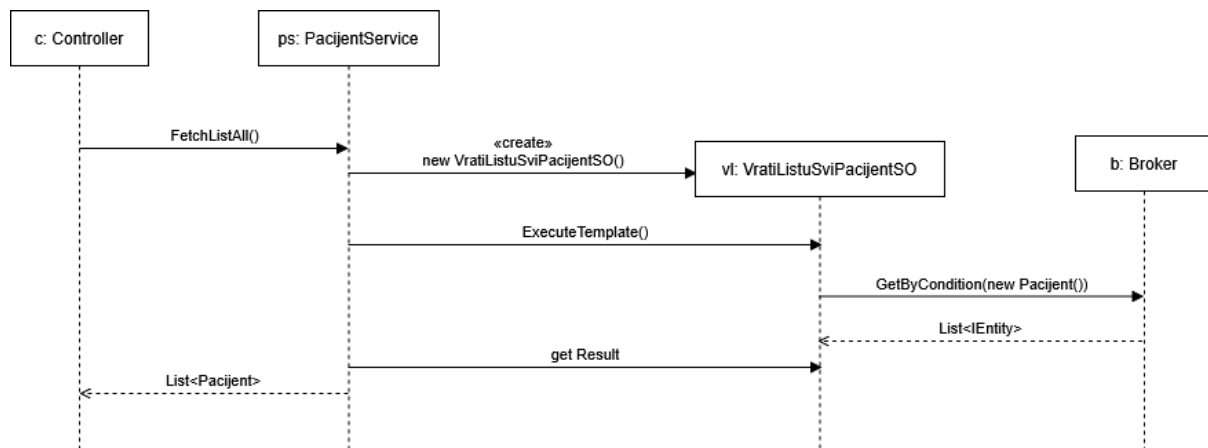 c: Controller
ps: PacijentService
FetchListAll()
«create»
new VratiListuSviPacijentSO()
vl: VratiListuSviPacijentSO
b: Broker
ExecuteTemplate()
GetByCondition(new Pacijent())
List<IEntity>
get Result
List<Pacijent>